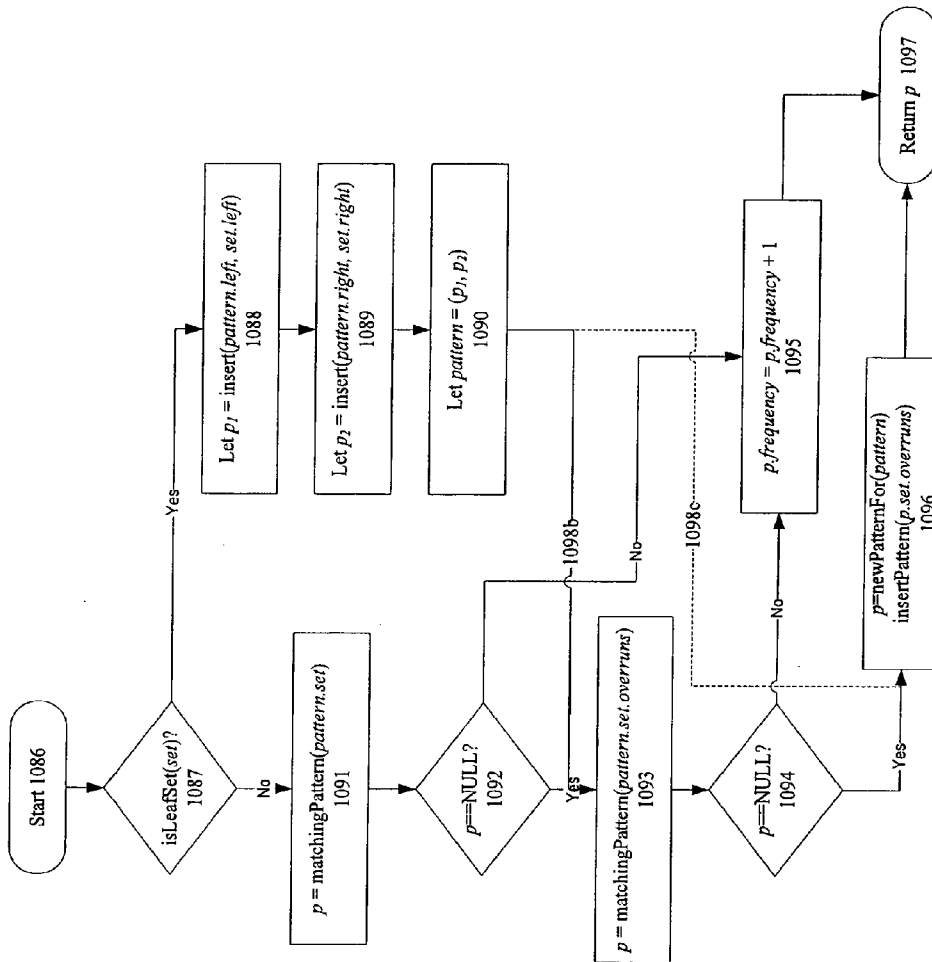 Start 1086
isLeafSet(set)?
1087
Yes
No
Let p1 = insert(pattern.left, set.left)
1088
Let p2 = insert(pattern.right, set.right)
1089
Let pattern = (p1, p2)
1090
p = matchingPattern(pattern.set)
1091
p==NULL?
1092
No
Yes
1098b
1098c
p = matchingPattern(pattern.set.overruns)
1093
p==NULL?
1094
No
Yes
p.frequency = p.frequency + 1
1095
p=newPatternFor(pattern)
insertPattern(p.set.overruns)
1096
Return p 1097